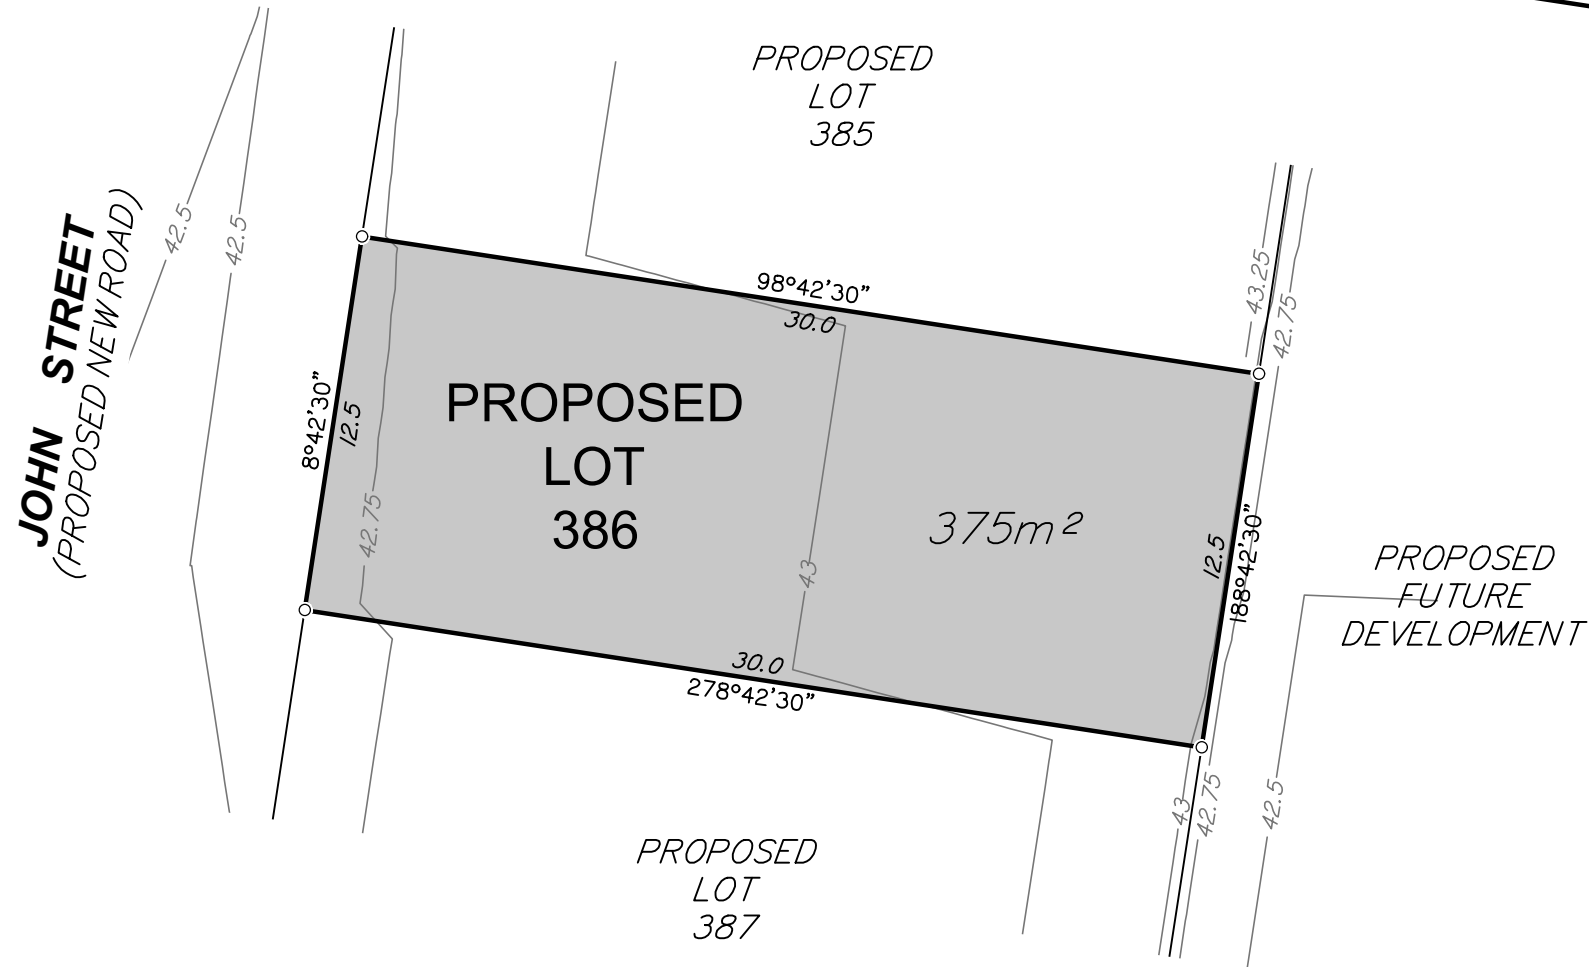 PROPOSED
LOT
385
JOHN STREET
(PROPOSED NEW ROAD)
42.5
42.5
43.25
42.75
98°42'30”
30.0
8°42'30”
12.5
PROPOSED
LOT
386
42.75
43
375m²
12.5
188°42'30”
PROPOSED
FUTURE
DEVELOPMENT
30.0
278°42'30”
43
42.75
42.5
PROPOSED
LOT
387